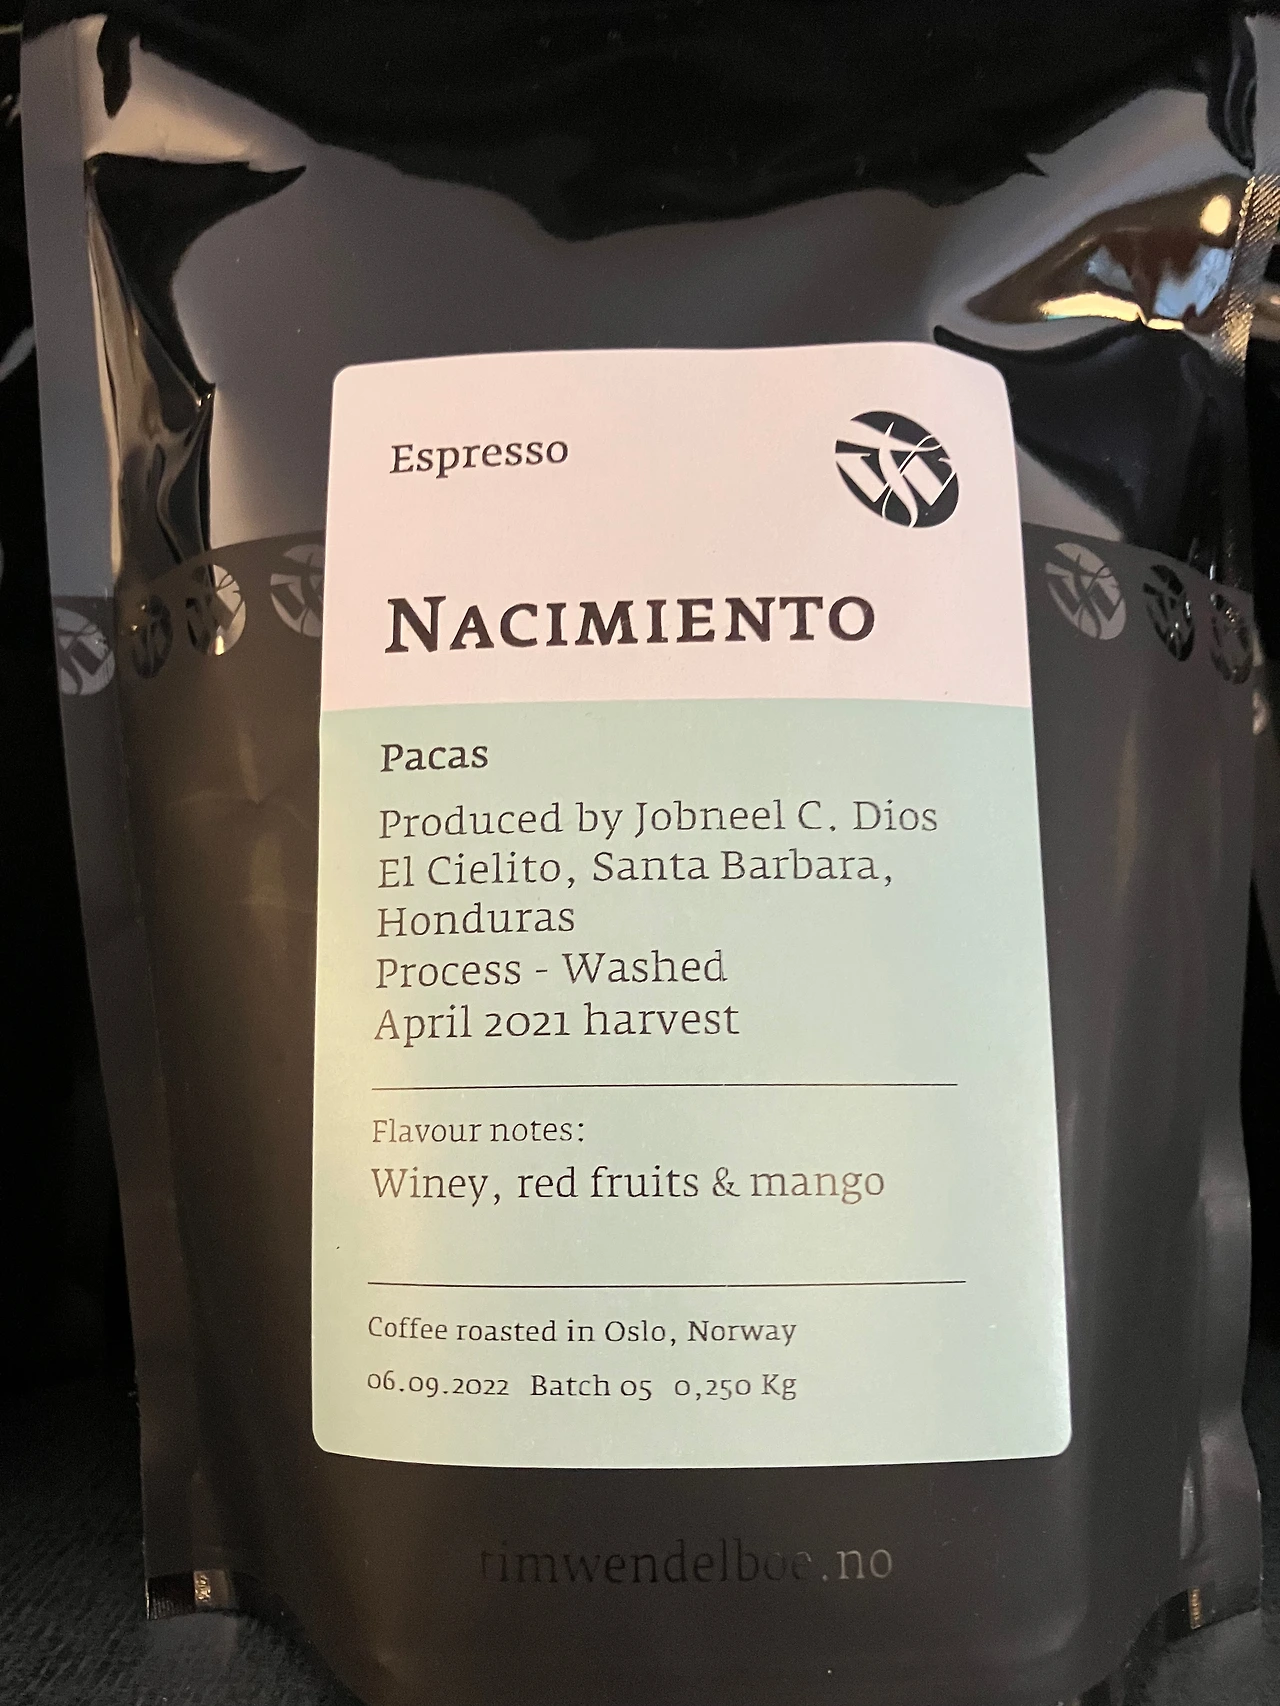 Espresso
NACIMIENTO
Pacas
Produced by Jobneel C. Dios
El Cielito, Santa Barbara,
Honduras
Process - Washed
April 2021 harvest
Flavour notes:
Winey, red fruits & mango
Coffee roasted in Oslo, Norway
06.09.2022 Batch 05 0,250 Kg
timwendelboe.no